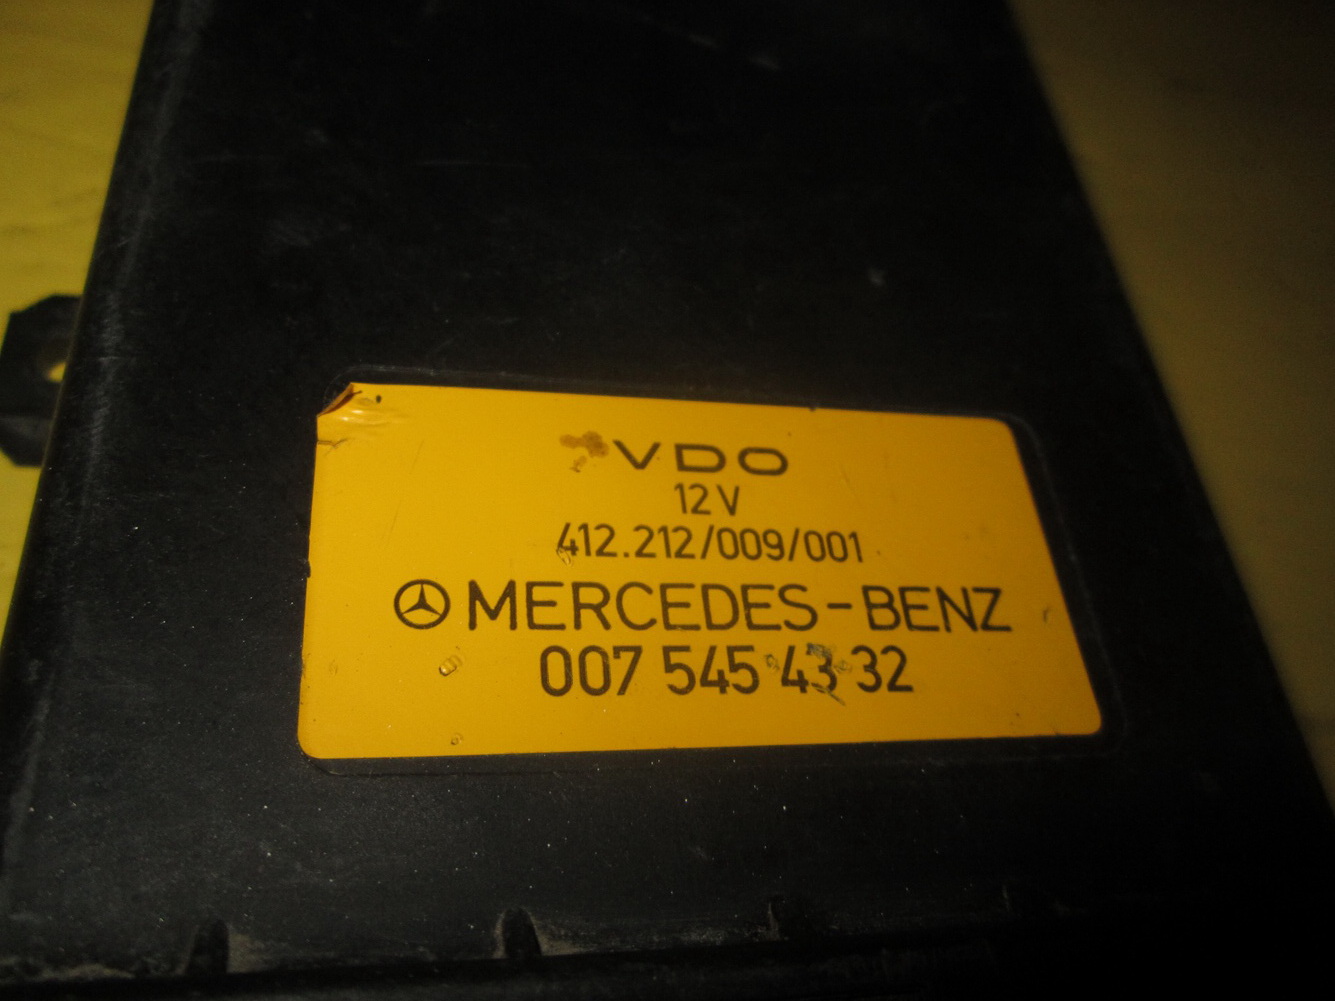 VDO
12 V
412.212/009/001
MERCEDES-BENZ
007 545 43 32